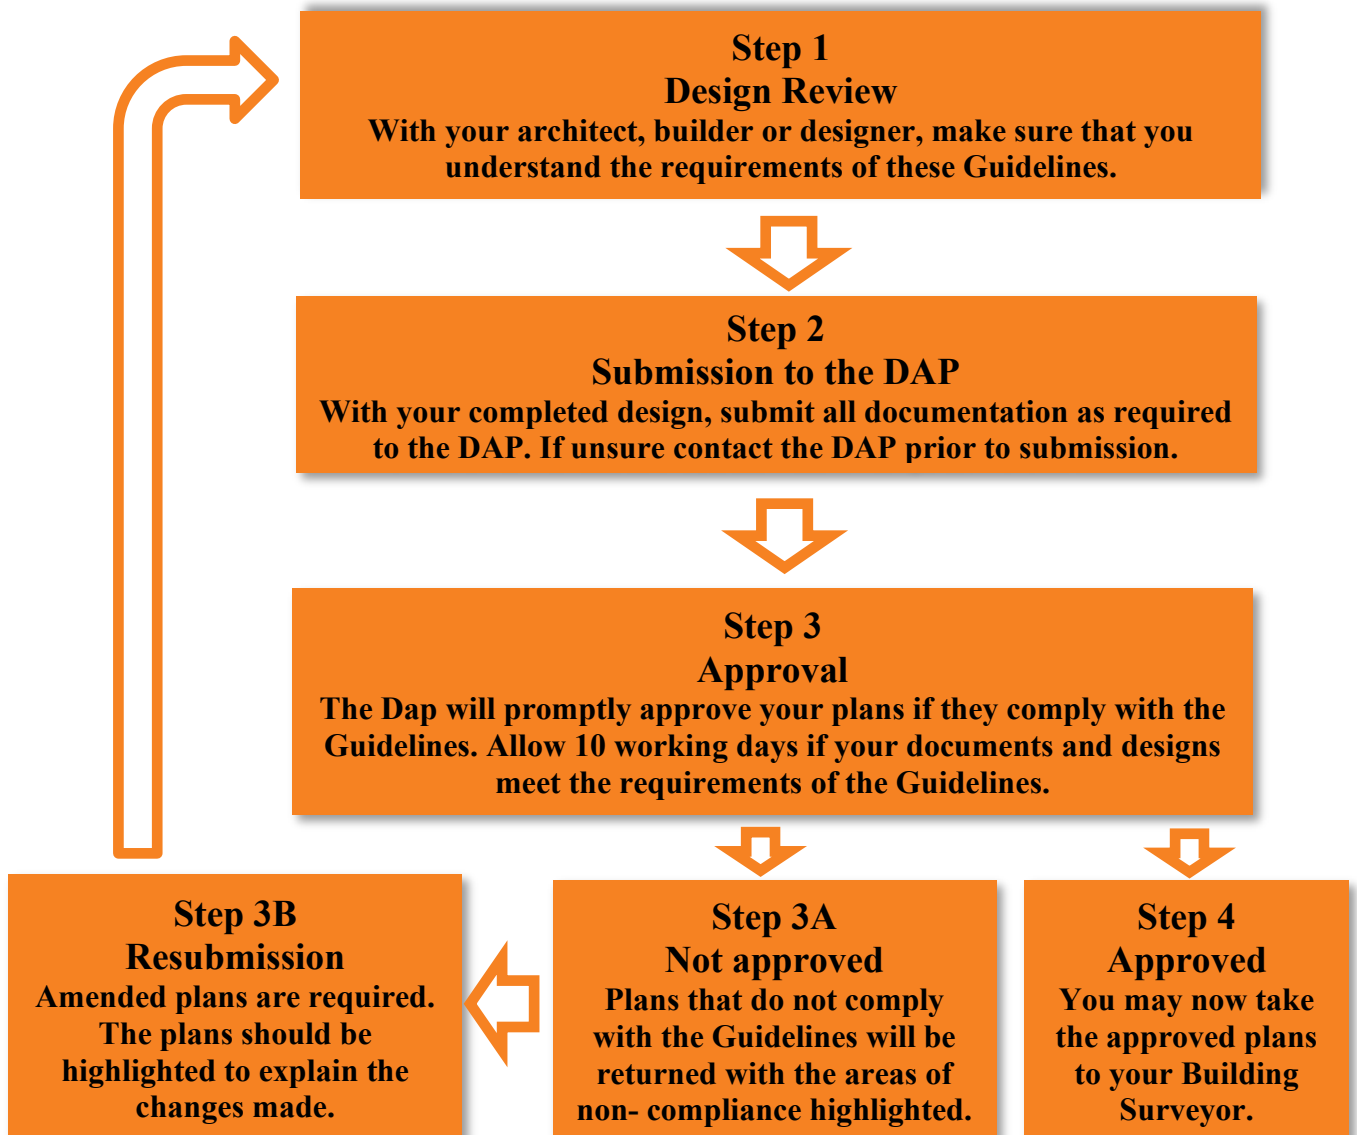 Step 1
Design Review
With your architect, builder or designer, make sure that you
understand the requirements of these Guidelines.
Step 2
Submission to the DAP
With your completed design, submit all documentation as required
to the DAP. If unsure contact the DAP prior to submission.
Step 3
Approval
The Dap will promptly approve your plans if they comply with the
Guidelines. Allow 10 working days if your documents and designs
meet the requirements of the Guidelines.
Step 3B
Resubmission
Amended plans are required.
The plans should be
highlighted to explain the
changes made.
Step 3A
Not approved
Plans that do not comply
with the Guidelines will be
returned with the areas of
non- compliance highlighted.
Step 4
Approved
You may now take
the approved plans
to your Building
Surveyor.